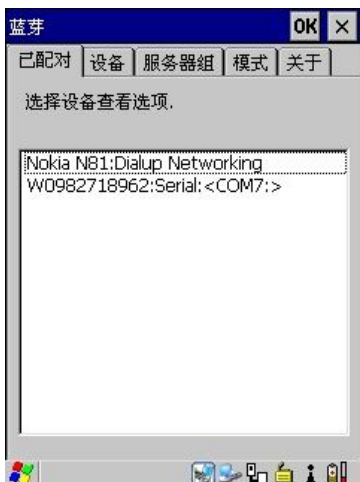 蓝芽 OK ×
已配对 设备 服务器组 模式 关于
选择设备查看选项.
Nokia N81:Dialup Networking
W0982718962:Serial:<COM7:>